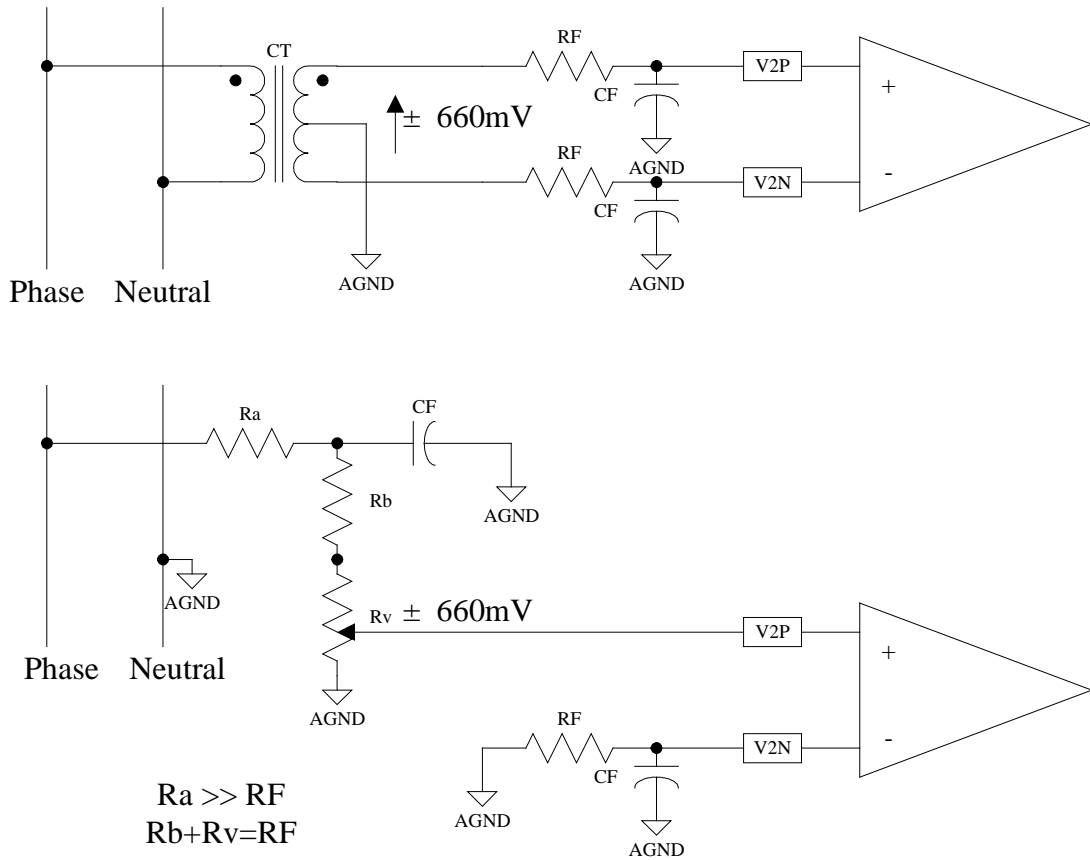 CT
RF
V2P
CF
+
± 660mV
AGND
RF
V2N
CF
-
AGND
AGND
Phase Neutral
Ra
CF
Rb
AGND
AGND
Rv ± 660mV
V2P
+
Phase Neutral
AGND
RF
V2N
-
CF
Ra >> RF
AGND
Rb+Rv=RF
AGND